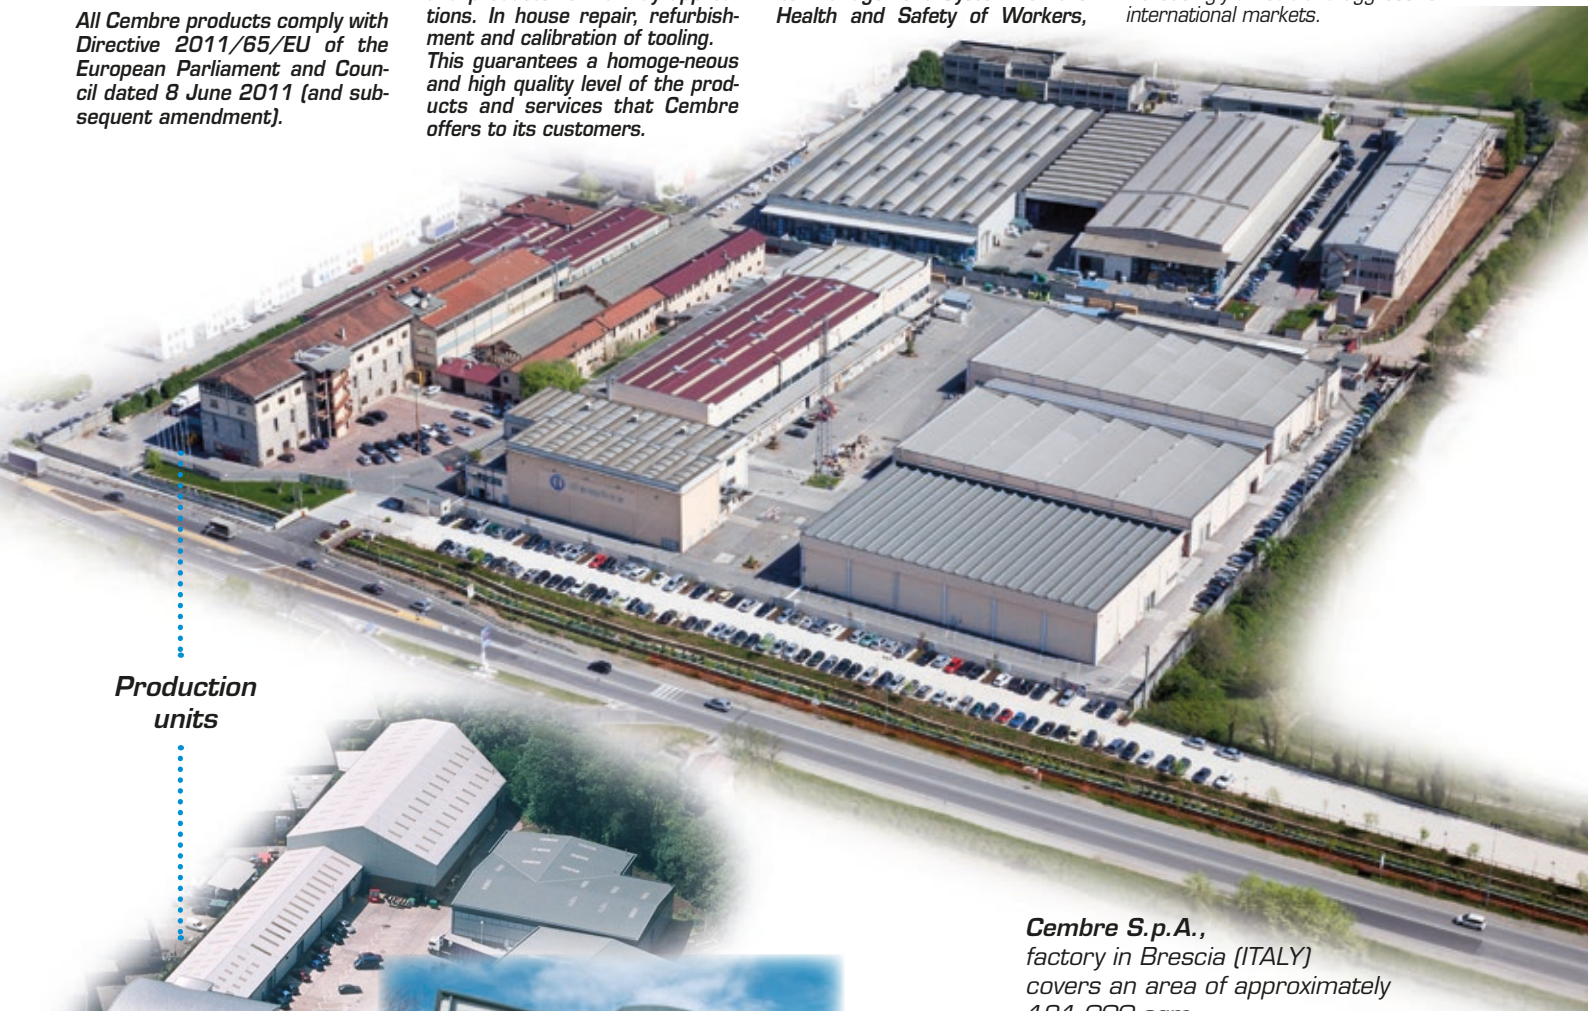 All Cembre products comply with
Directive 2011/65/EU of the
European Parliament and Coun-
cil dated 8 June 2011 (and sub-
sequent amendment).
tions. In house repair, refurbish-
ment and calibration of tooling.
This guarantees a homoge-neous
and high quality level of the prod-
ucts and services that Cembre
offers to its customers.
Health and Safety of Workers,
international markets.
Production
units
Cembre S.p.A.,
factory in Brescia (ITALY)
covers an area of approximately